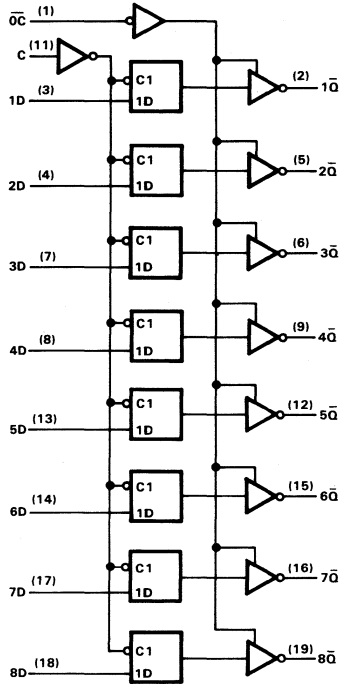 O̅C̅ (1)
C (11)
C1 (2)
1D (3) 1D 1Q̅
C1 (5)
2D (4) 1D 2Q̅
C1 (6)
3D (7) 1D 3Q̅
C1 (9)
4D (8) 1D 4Q̅
C1 (12)
5D (13) 1D 5Q̅
C1 (15)
6D (14) 1D 6Q̅
C1 (16)
7D (17) 1D 7Q̅
C1 (19)
8D (18) 1D 8Q̅